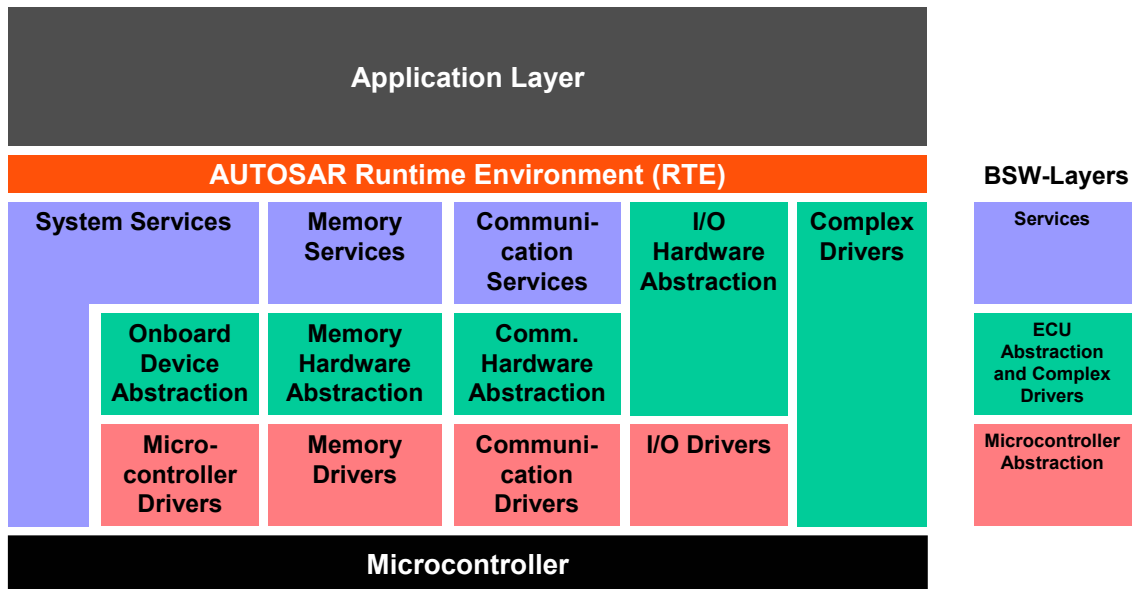 Application Layer
AUTOSAR Runtime Environment (RTE)
BSW-Layers
System Services
Memory
Services
Communi-
cation
Services
I/O
Hardware
Abstraction
Complex
Drivers
Services
Onboard
Device
Abstraction
Memory
Hardware
Abstraction
Comm.
Hardware
Abstraction
ECU
Abstraction
and Complex
Drivers
Micro-
controller
Drivers
Memory
Drivers
Communi-
cation
Drivers
I/O Drivers
Microcontroller
Abstraction
Microcontroller